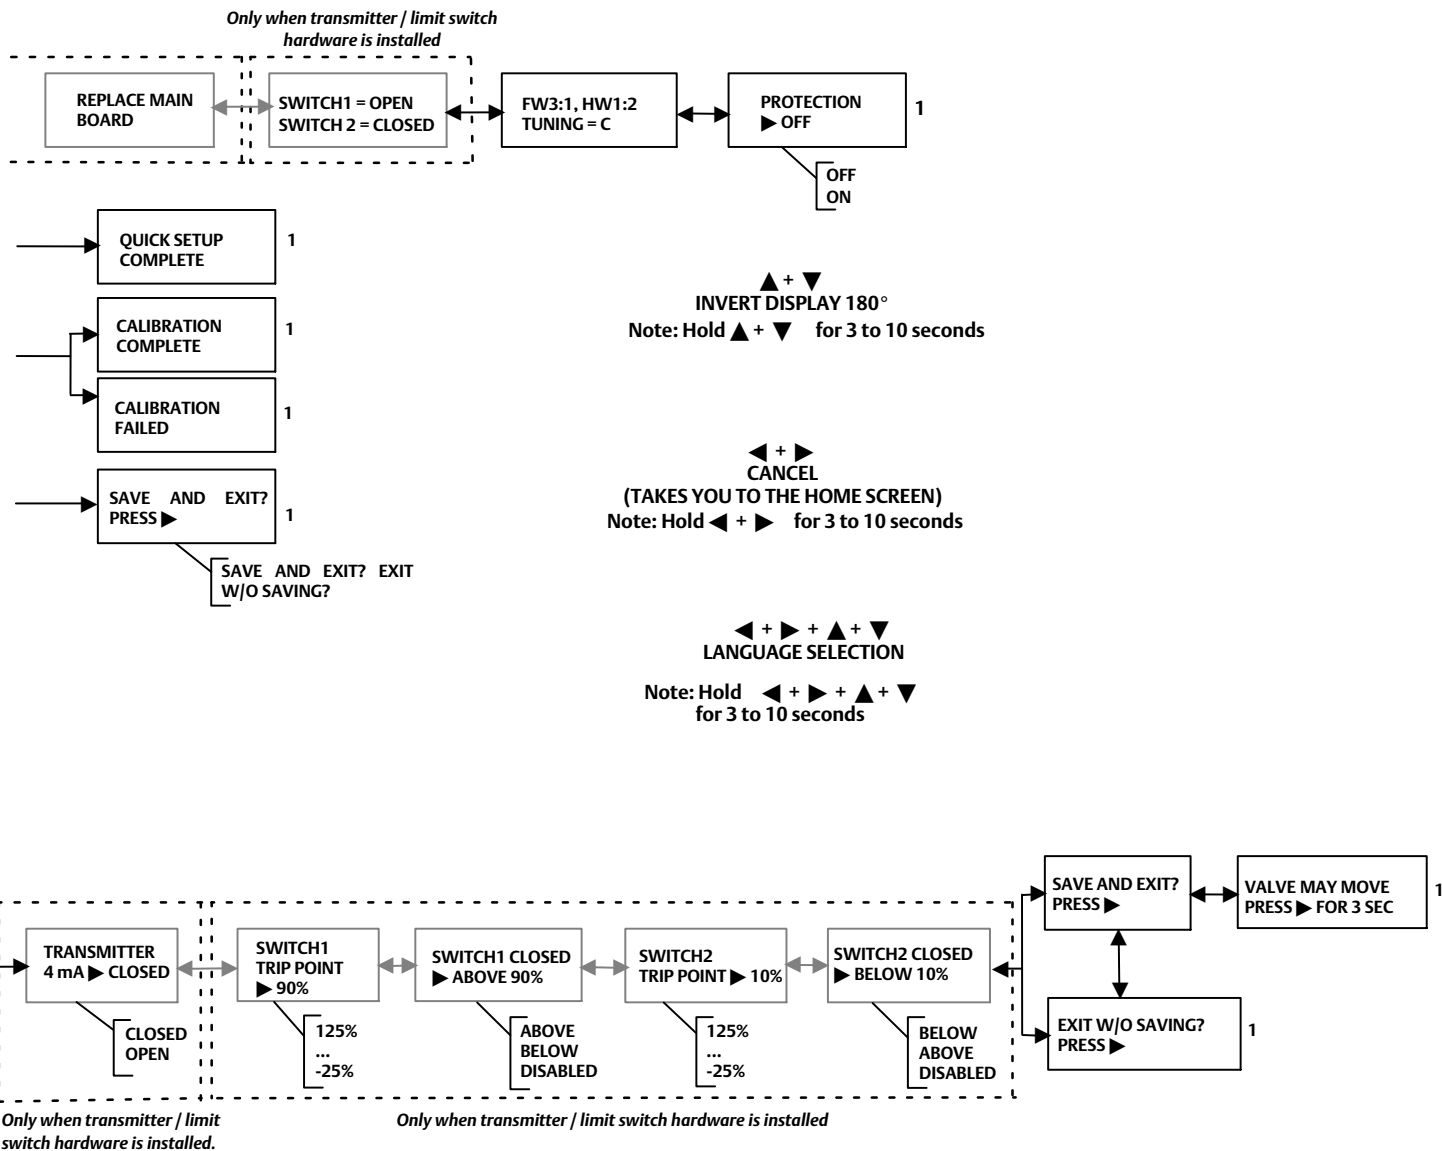 Only when transmitter / limit switch
hardware is installed
REPLACE MAIN
BOARD
SWITCH1 = OPEN
SWITCH 2 = CLOSED
FW3:1, HW1:2
TUNING = C
PROTECTION
▶ OFF
1
OFF
ON
QUICK SETUP
COMPLETE
1
CALIBRATION
COMPLETE
1
CALIBRATION
FAILED
1
SAVE AND EXIT?
PRESS ▶
1
SAVE AND EXIT? EXIT
W/O SAVING?
▲ + ▼
INVERT DISPLAY 180°
Note: Hold ▲ + ▼ for 3 to 10 seconds
◀ + ▶
CANCEL
(TAKES YOU TO THE HOME SCREEN)
Note: Hold ◀ + ▶ for 3 to 10 seconds
◀ + ▶ + ▲ + ▼
LANGUAGE SELECTION
Note: Hold ◀ + ▶ + ▲ + ▼
for 3 to 10 seconds
TRANSMITTER
4 mA ▶ CLOSED
CLOSED
OPEN
SWITCH1
TRIP POINT
▶ 90%
125%
...
-25%
SWITCH1 CLOSED
▶ ABOVE 90%
ABOVE
BELOW
DISABLED
SWITCH2
TRIP POINT ▶ 10%
125%
...
-25%
SWITCH2 CLOSED
▶ BELOW 10%
BELOW
ABOVE
DISABLED
SAVE AND EXIT?
PRESS ▶
VALVE MAY MOVE
PRESS ▶ FOR 3 SEC
1
EXIT W/O SAVING?
PRESS ▶
1
Only when transmitter / limit
switch hardware is installed.
Only when transmitter / limit switch hardware is installed